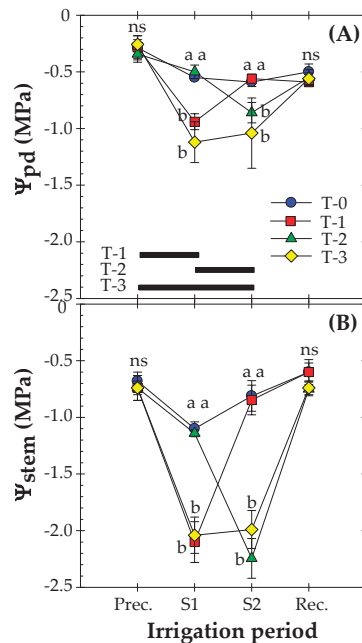 0
ns
a a
a a
ns
(A)
-0.5
b
b
-1.0
b
b
Ψpd (MPa)
-1.5
T-0
T-1
T-2
T-3
-2.0
T-1
T-2
T-3
-2.5
0
(B)
ns
a a
a a
ns
-0.5
-1.0
Ψstem (MPa)
-1.5
b
b
-2.0
b
b
-2.5
Prec. S1 S2 Rec.
Irrigation period